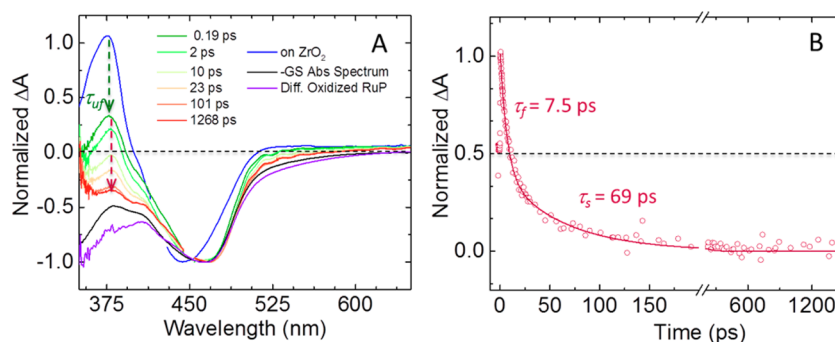 A
0.19 ps
2 ps
10 ps
23 ps
101 ps
1268 ps
on ZrO2
-GS Abs Spectrum
Diff. Oxidized RuP
τuf
Normalized ΔA
1.0
0.5
0.0
-0.5
-1.0
375
450
525
600
Wavelength (nm)
B
τf = 7.5 ps
τs = 69 ps
Normalized ΔA
1.0
0.5
0.0
0
50
100
150
600
1200
Time (ps)